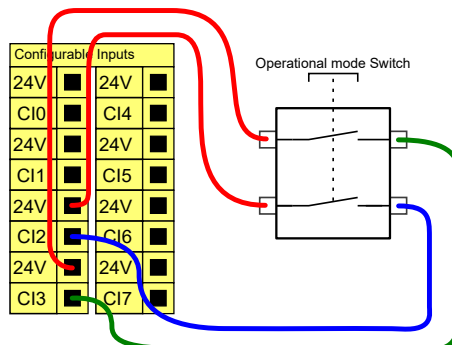 Configurable Inputs
Operational mode Switch
24V 24V
CI0 CI4
24V 24V
CI1 CI5
24V 24V
CI2 CI6
24V 24V
CI3 CI7